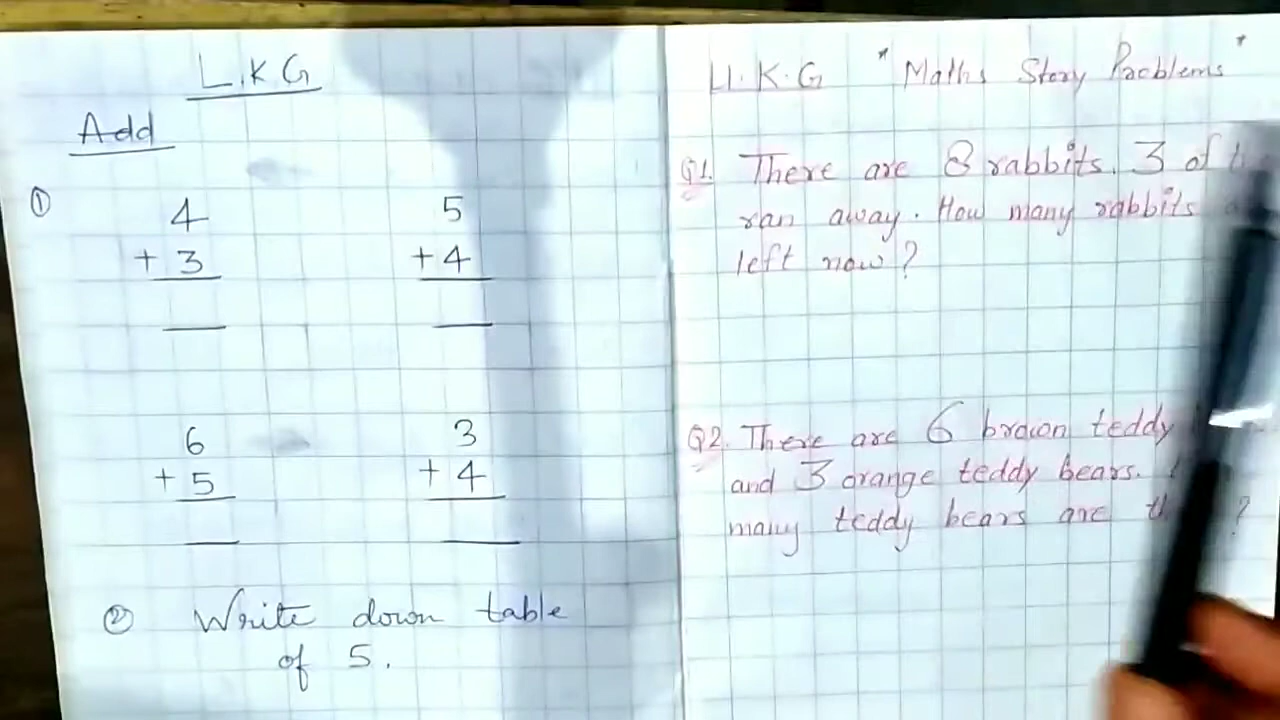 L.K.G
Add
①
4
+ 3
5
+ 4
6
+ 5
3
+ 4
② Write down table
of 5.
U.K.G "Maths Story Problems"
Q1. There are 8 rabbits. 3 of
ran away. How many rabbits
left now?
Q2. There are 6 brown teddy
and 3 orange teddy bears.
many teddy bears are ?